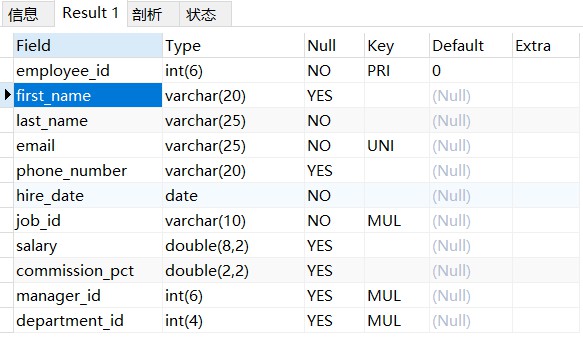 信息 Result 1 剖析 状态
Field Type Null Key Default Extra
employee_id int(6) NO PRI 0
first_name varchar(20) YES (Null)
last_name varchar(25) NO (Null)
email varchar(25) NO UNI (Null)
phone_number varchar(20) YES (Null)
hire_date date NO (Null)
job_id varchar(10) NO MUL (Null)
salary double(8,2) YES (Null)
commission_pct double(2,2) YES (Null)
manager_id int(6) YES MUL (Null)
department_id int(4) YES MUL (Null)